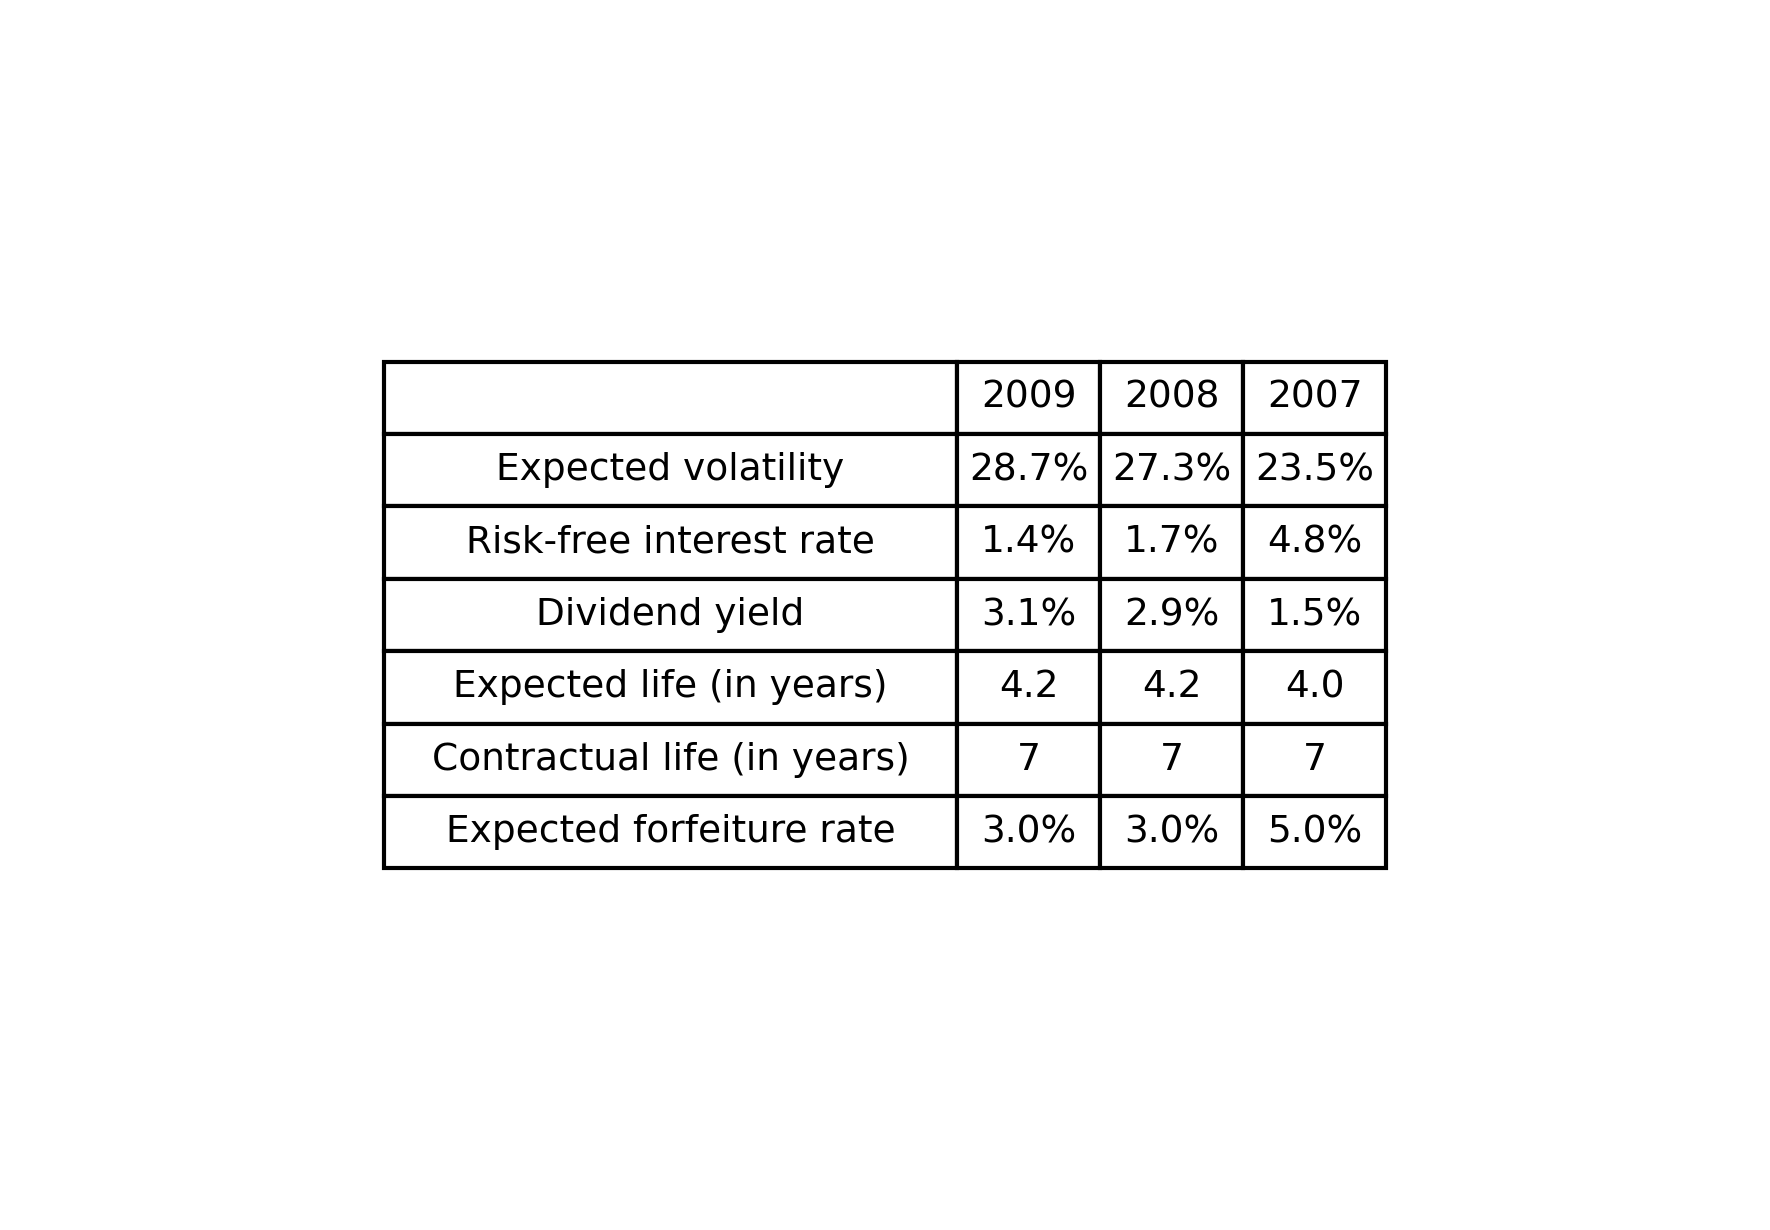 2009 2008 2007
Expected volatility 28.7% 27.3% 23.5%
Risk-free interest rate 1.4% 1.7% 4.8%
Dividend yield 3.1% 2.9% 1.5%
Expected life (in years) 4.2 4.2 4.0
Contractual life (in years) 7 7 7
Expected forfeiture rate 3.0% 3.0% 5.0%